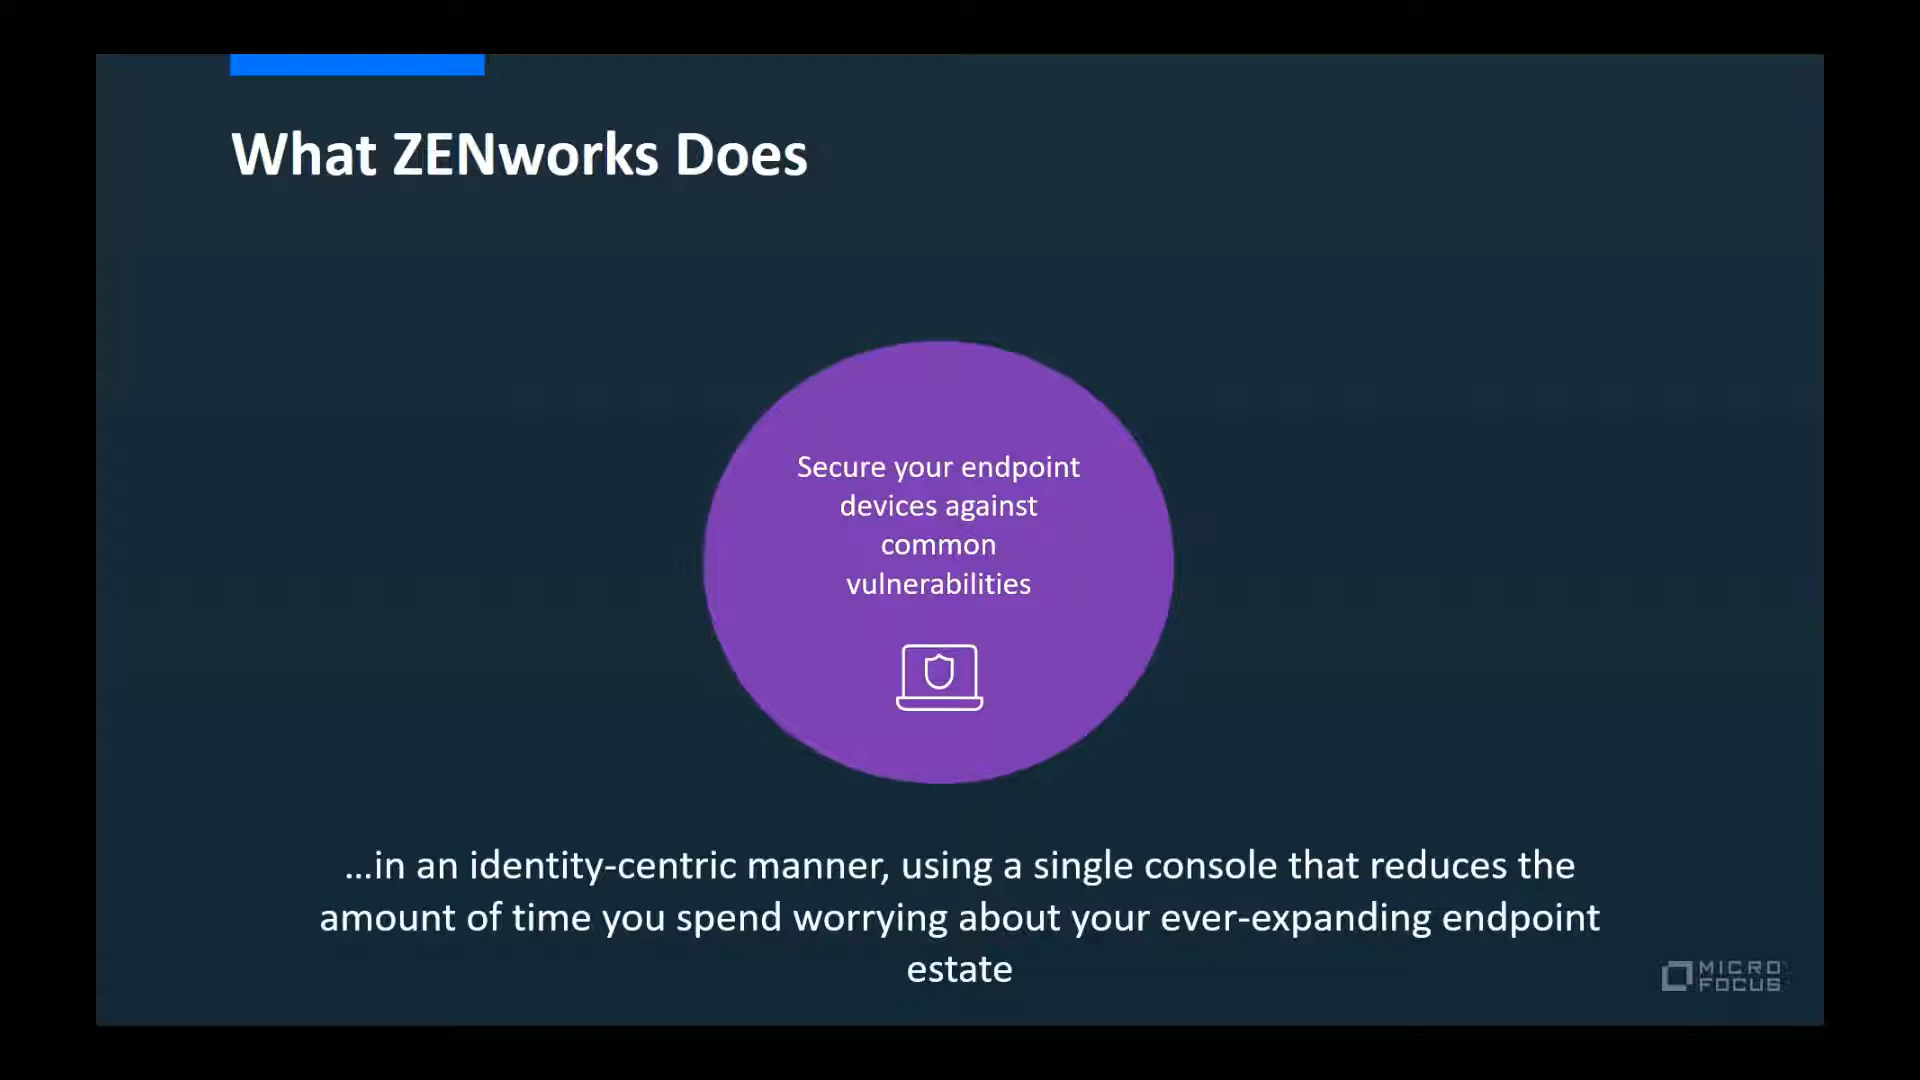 What ZENworks Does
Secure your endpoint
devices against
common
vulnerabilities
...in an identity-centric manner, using a single console that reduces the
amount of time you spend worrying about your ever-expanding endpoint
estate
MICRO
FOCUS